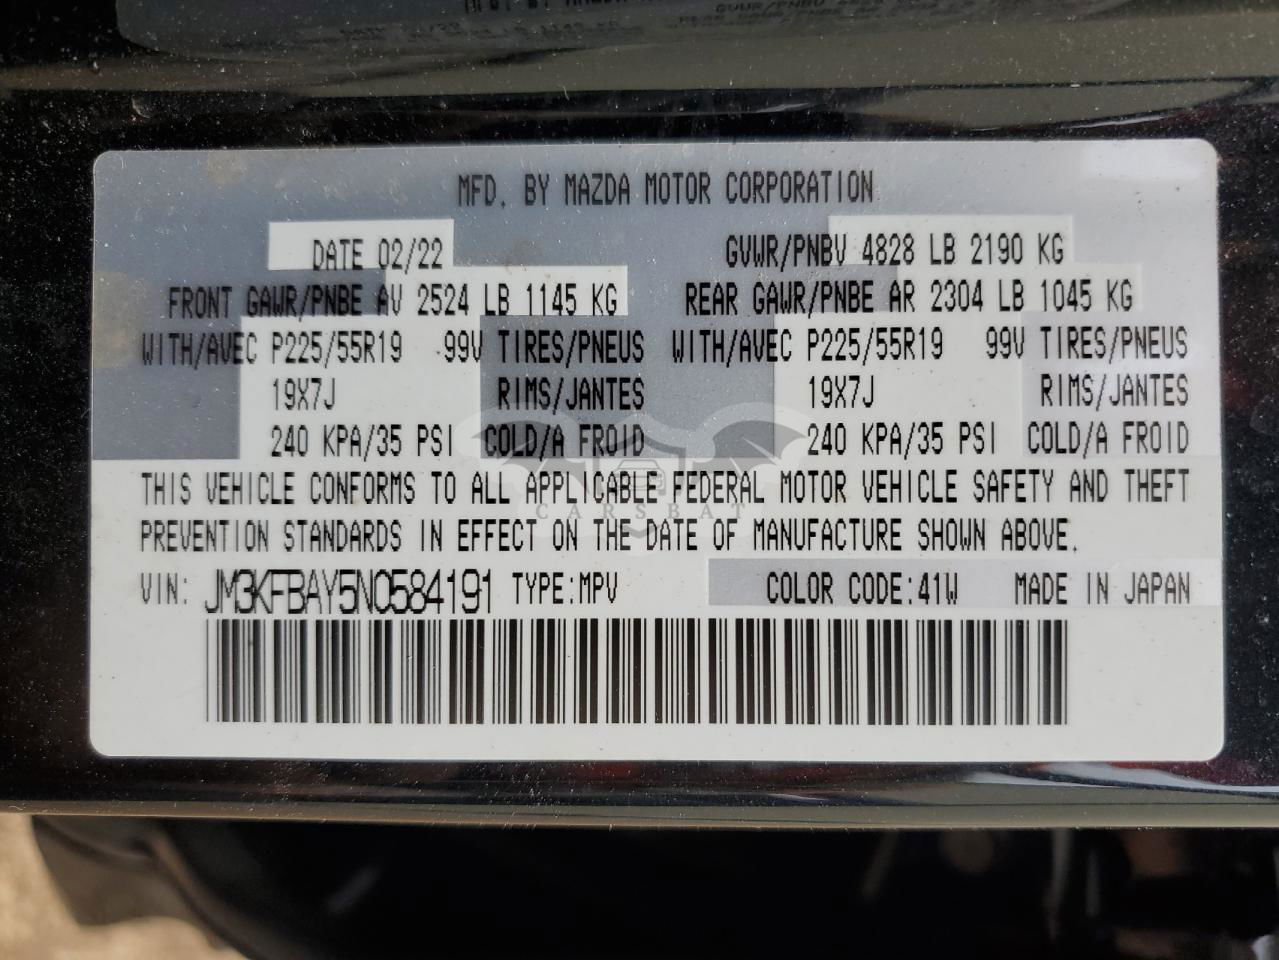 MFD. BY MAZDA MOTOR CORPORATION
DATE 02/22 GVWR/PNBV 4828 LB 2190 KG
FRONT GAWR/PNBE AV 2524 LB 1145 KG REAR GAWR/PNBE AR 2304 LB 1045 KG
WITH/AVEC P225/55R19 99V TIRES/PNEUS WITH/AVEC P225/55R19 99V TIRES/PNEUS
19X7J RIMS/JANTES 19X7J RIMS/JANTES
240 KPA/35 PSI COLD/A FROID 240 KPA/35 PSI COLD/A FROID
THIS VEHICLE CONFORMS TO ALL APPLICABLE FEDERAL MOTOR VEHICLE SAFETY AND THEFT
CARSBAT
PREVENTION STANDARDS IN EFFECT ON THE DATE OF MANUFACTURE SHOWN ABOVE.
VIN: JM3KFBAY5N0584191 TYPE:MPV COLOR CODE:41W MADE IN JAPAN